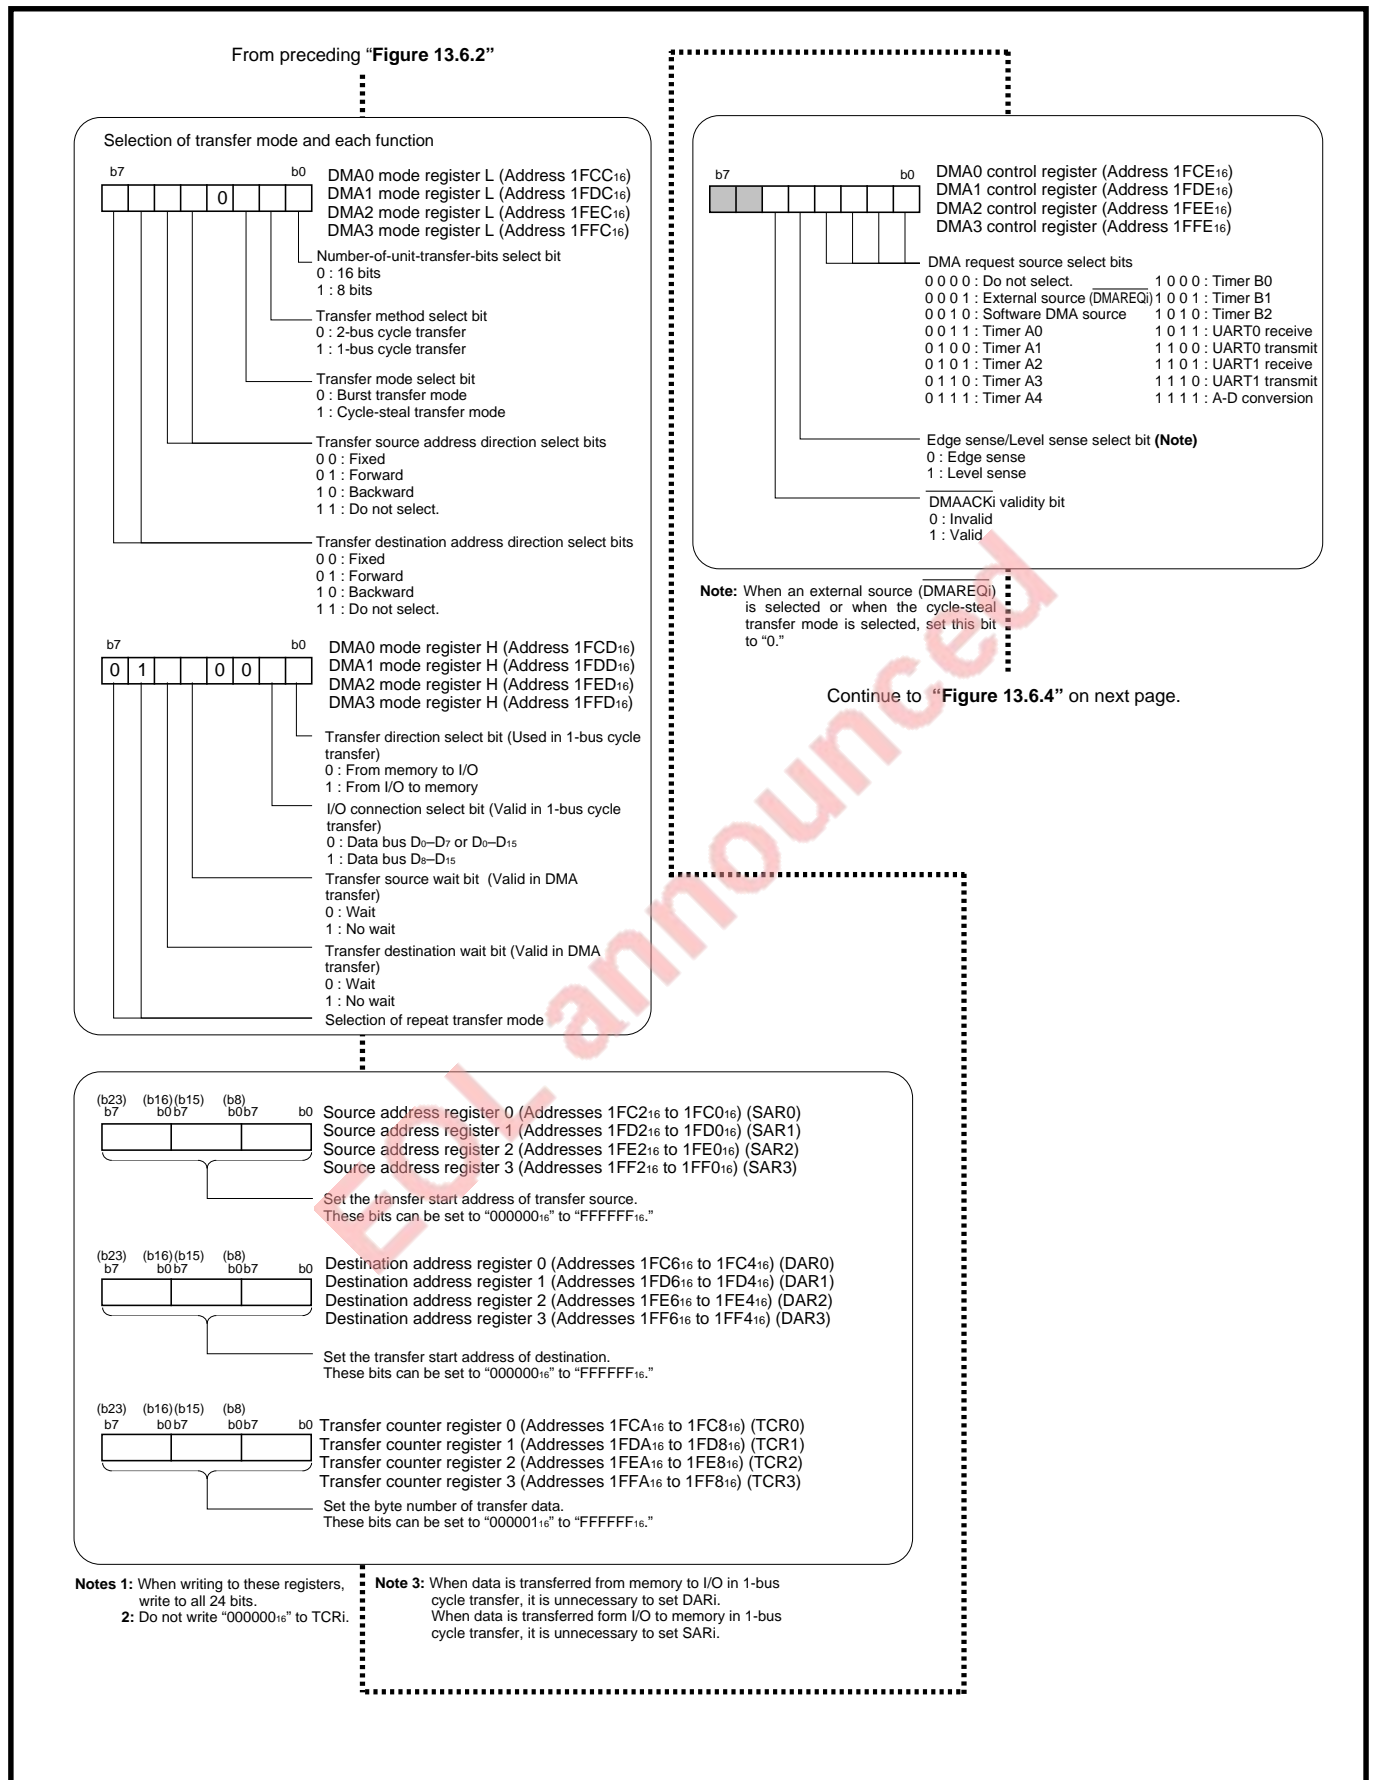 From preceding “Figure 13.6.2”
Selection of transfer mode and each function
b7 b0
0
DMA0 mode register L (Address 1FCC16)
DMA1 mode register L (Address 1FDC16)
DMA2 mode register L (Address 1FEC16)
DMA3 mode register L (Address 1FFC16)
Number-of-unit-transfer-bits select bit
0 : 16 bits
1 : 8 bits
Transfer method select bit
0 : 2-bus cycle transfer
1 : 1-bus cycle transfer
Transfer mode select bit
0 : Burst transfer mode
1 : Cycle-steal transfer mode
Transfer source address direction select bits
0 0 : Fixed
0 1 : Forward
1 0 : Backward
1 1 : Do not select.
Transfer destination address direction select bits
0 0 : Fixed
0 1 : Forward
1 0 : Backward
1 1 : Do not select.
b7 b0
0 1 0 0
DMA0 mode register H (Address 1FCD16)
DMA1 mode register H (Address 1FDD16)
DMA2 mode register H (Address 1FED16)
DMA3 mode register H (Address 1FFD16)
Transfer direction select bit (Used in 1-bus cycle
transfer)
0 : From memory to I/O
1 : From I/O to memory
I/O connection select bit (Valid in 1-bus cycle
transfer)
0 : Data bus D0–D7 or D0–D15
1 : Data bus D8–D15
Transfer source wait bit (Valid in DMA
transfer)
0 : Wait
1 : No wait
Transfer destination wait bit (Valid in DMA
transfer)
0 : Wait
1 : No wait
Selection of repeat transfer mode
(b23) (b16)(b15) (b8)
b7 b0 b7 b0 b7 b0
Source address register 0 (Addresses 1FC216 to 1FC016) (SAR0)
Source address register 1 (Addresses 1FD216 to 1FD016) (SAR1)
Source address register 2 (Addresses 1FE216 to 1FE016) (SAR2)
Source address register 3 (Addresses 1FF216 to 1FF016) (SAR3)
Set the transfer start address of transfer source.
These bits can be set to “00000016” to “FFFFFF16.”
(b23) (b16)(b15) (b8)
b7 b0 b7 b0 b7 b0
Destination address register 0 (Addresses 1FC616 to 1FC416) (DAR0)
Destination address register 1 (Addresses 1FD616 to 1FD416) (DAR1)
Destination address register 2 (Addresses 1FE616 to 1FE416) (DAR2)
Destination address register 3 (Addresses 1FF616 to 1FF416) (DAR3)
Set the transfer start address of destination.
These bits can be set to “00000016” to “FFFFFF16.”
(b23) (b16)(b15) (b8)
b7 b0 b7 b0 b7 b0
Transfer counter register 0 (Addresses 1FCA16 to 1FC816) (TCR0)
Transfer counter register 1 (Addresses 1FDA16 to 1FD816) (TCR1)
Transfer counter register 2 (Addresses 1FEA16 to 1FE816) (TCR2)
Transfer counter register 3 (Addresses 1FFA16 to 1FF816) (TCR3)
Set the byte number of transfer data.
These bits can be set to “00000116” to “FFFFFF16.”
Notes 1: When writing to these registers,
write to all 24 bits.
2: Do not write “00000016” to TCRi.
Note 3: When data is transferred from memory to I/O in 1-bus
cycle transfer, it is unnecessary to set DARi.
When data is transferred form I/O to memory in 1-bus
cycle transfer, it is unnecessary to set SARi.
b7 b0
DMA0 control register (Address 1FCE16)
DMA1 control register (Address 1FDE16)
DMA2 control register (Address 1FEE16)
DMA3 control register (Address 1FFE16)
DMA request source select bits
0 0 0 0 : Do not select. 1 0 0 0 : Timer B0
0 0 0 1 : External source (DMAREQi) 1 0 0 1 : Timer B1
0 0 1 0 : Software DMA source 1 0 1 0 : Timer B2
0 0 1 1 : Timer A0 1 0 1 1 : UART0 receive
0 1 0 0 : Timer A1 1 1 0 0 : UART0 transmit
0 1 0 1 : Timer A2 1 1 0 1 : UART1 receive
0 1 1 0 : Timer A3 1 1 1 0 : UART1 transmit
0 1 1 1 : Timer A4 1 1 1 1 : A-D conversion
Edge sense/Level sense select bit (Note)
0 : Edge sense
1 : Level sense
DMAACKi validity bit
0 : Invalid
1 : Valid
Note: When an external source (DMAREQi)
is selected or when the cycle-steal
transfer mode is selected, set this bit
to “0.”
Continue to “Figure 13.6.4” on next page.
EOL announced